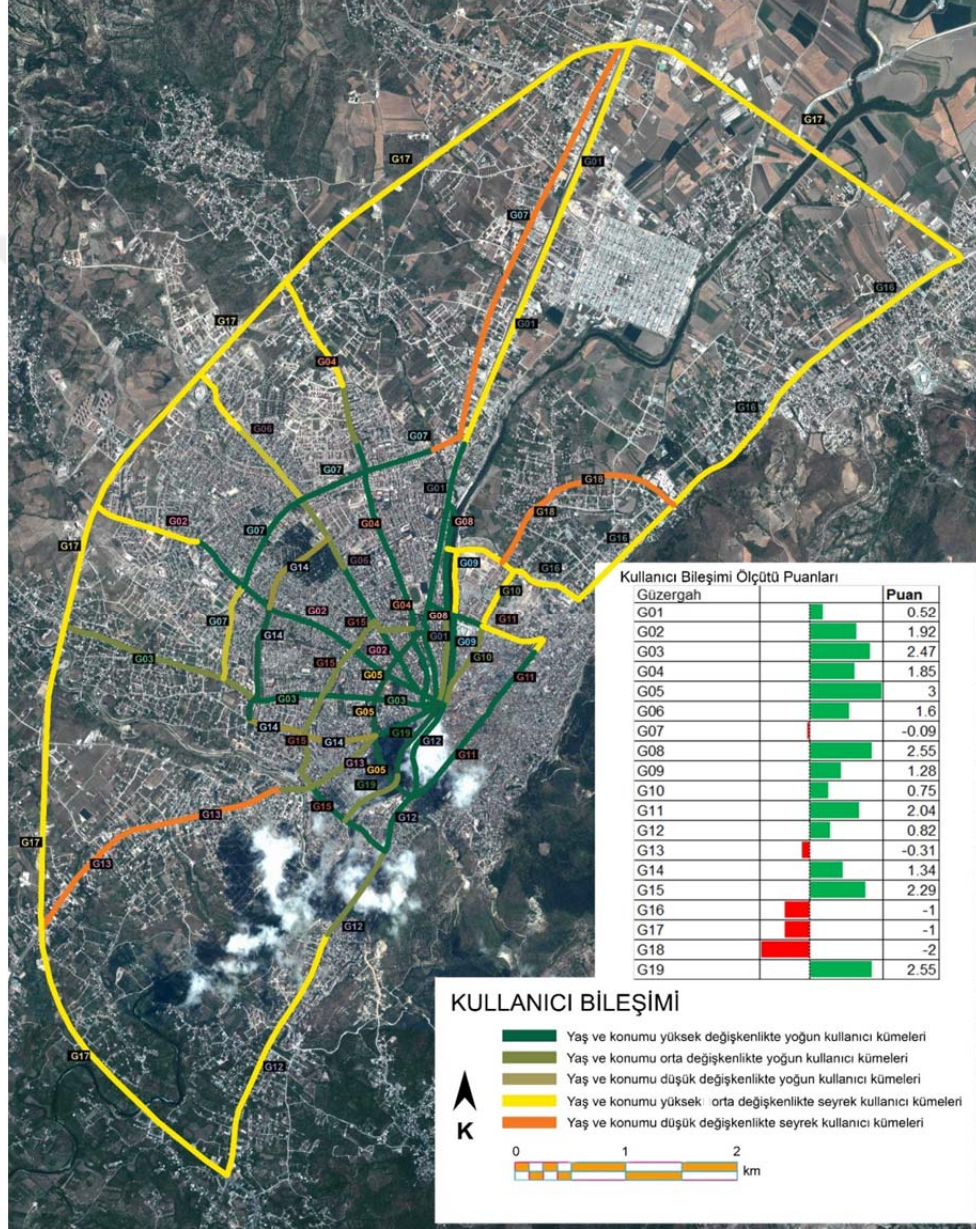 G17
G17
G01
G07
G16
G17
G01
G04
G16
G06
G07
G07
G18
G01
G02
G04
G08
G18
G07
G17
G16
G06
G09
G14
G16
G10
G07
G04
G08
G11
G02
G15
G01
G14
G09
G02
G03
G15
G10
G05
G11
G03
G03
G05
G14
G19
G12
G15
G14
G11
G13
G05
G19
G15
G13
G12
G17
G13
G12
G17
G12
Kullanıcı Bileşimi Ölçütü Puanları
Güzergah Puan
G01 0.52
G02 1.92
G03 2.47
G04 1.85
G05 3
G06 1.6
G07 -0.09
G08 2.55
G09 1.28
G10 0.75
G11 2.04
G12 0.82
G13 -0.31
G14 1.34
G15 2.29
G16 -1
G17 -1
G18 -2
G19 2.55
KULLANICI BİLEŞİMİ
Yaş ve konumu yüksek değişkenlikte yoğun kullanıcı kümeleri
Yaş ve konumu orta değişkenlikte yoğun kullanıcı kümeleri
Yaş ve konumu düşük değişkenlikte yoğun kullanıcı kümeleri
Yaş ve konumu yüksek orta değişkenlikte seyrek kullanıcı kümeleri
Yaş ve konumu düşük değişkenlikte seyrek kullanıcı kümeleri
K
0 1 2
km